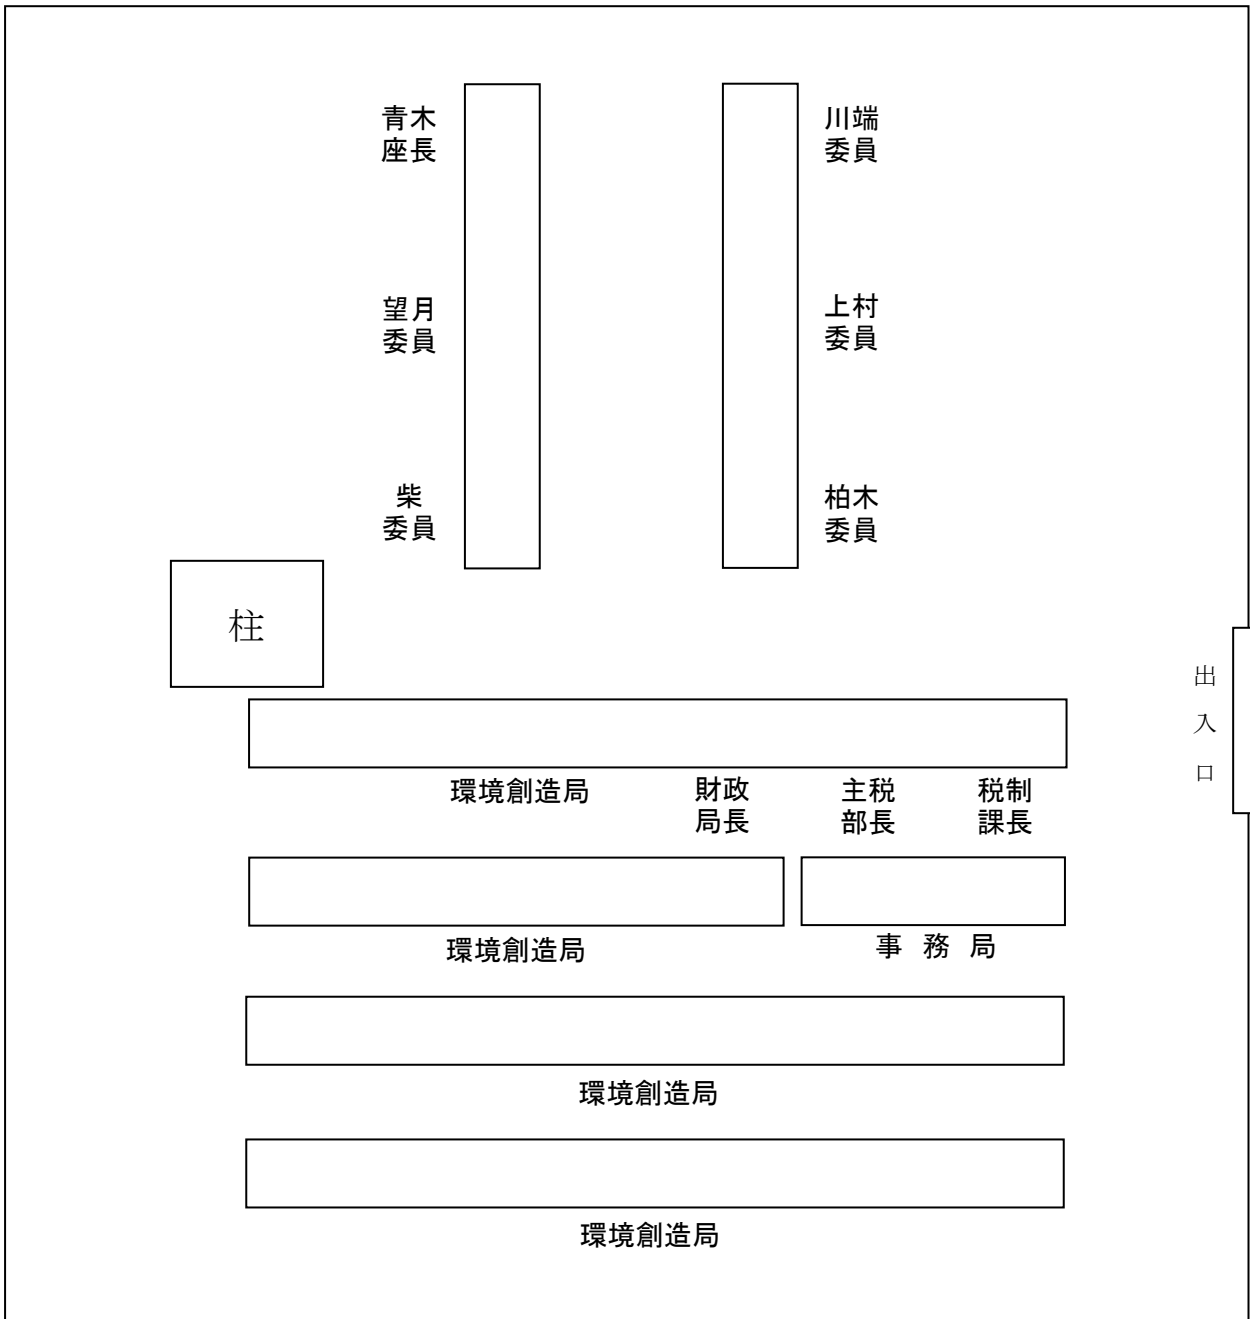 青木
座長
川端
委員
望月
委員
上村
委員
柴
委員
柏木
委員
柱
出
入
口
環境創造局
財政
局長
主税
部長
税制
課長
環境創造局
事務局
環境創造局
環境創造局